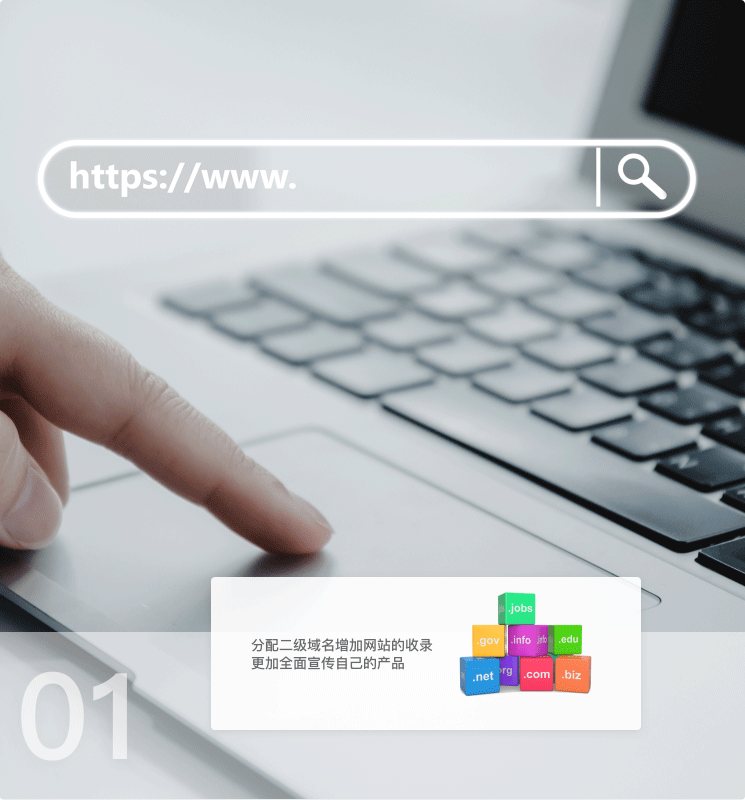 https://www.
分配二级域名增加网站的收录
更加全面宣传自己的产品
.jobs
.gov
.info
.info
.edu
.net
org
.com
.biz
01